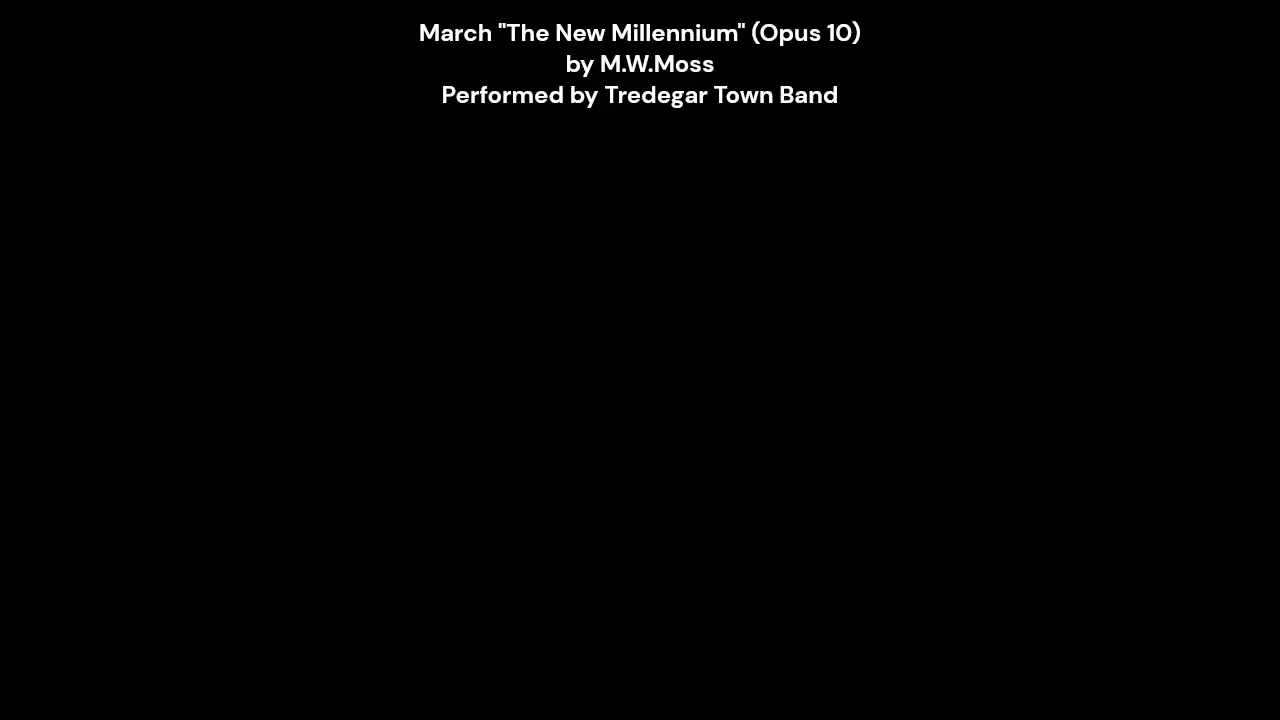 March "The New Millennium" (Opus 10)
by M.W.Moss
Performed by Tredegar Town Band